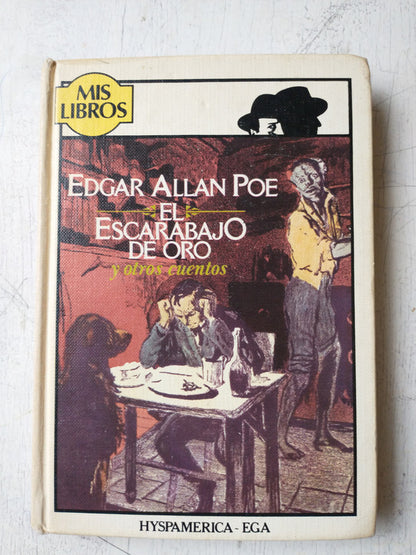 MIS
LIBROS
EDGAR ALLAN POE
EL
ESCARABAJO
DE ORO
y otros cuentos
HYSPAMERICA - EGA